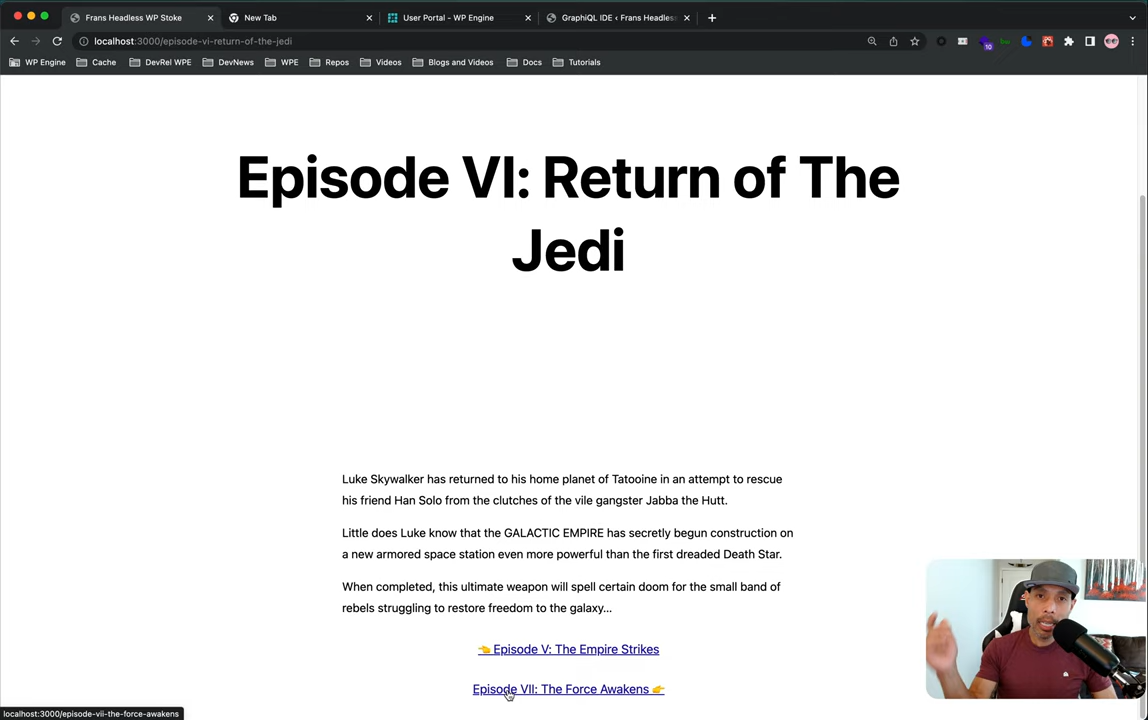 Frans Headless WP Stoke
New Tab
User Portal - WP Engine
GraphiQL IDE ‹ Frans Headles
localhost:3000/episode-vi-return-of-the-jedi
10
WP Engine
Cache
DevRel WPE
DevNews
WPE
Repos
Videos
Blogs and Videos
Docs
Tutorials
Episode VI: Return of The
Jedi
Luke Skywalker has returned to his home planet of Tatooine in an attempt to rescue
his friend Han Solo from the clutches of the vile gangster Jabba the Hutt.
Little does Luke know that the GALACTIC EMPIRE has secretly begun construction on
a new armored space station even more powerful than the first dreaded Death Star.
When completed, this ultimate weapon will spell certain doom for the small band of
rebels struggling to restore freedom to the galaxy...
👈 Episode V: The Empire Strikes
Episode VII: The Force Awakens 👉
localhost:3000/episode-vii-the-force-awakens